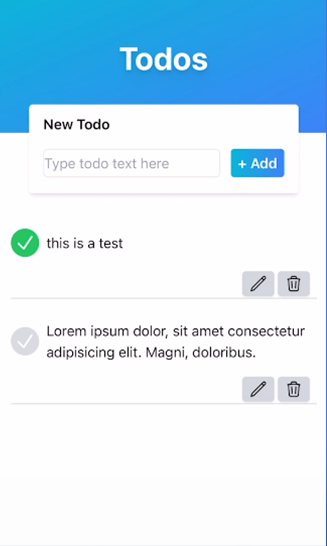 Todos
New Todo
Type todo text here
+ Add
this is a test
Lorem ipsum dolor, sit amet consectetur
adipisicing elit. Magni, doloribus.